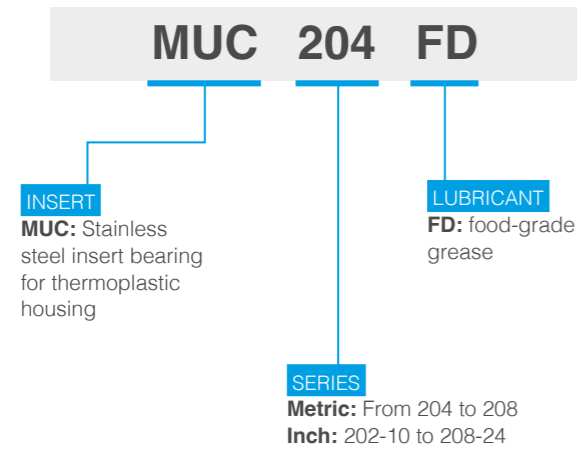 MUC 204 FD
INSERT
MUC: Stainless
steel insert bearing
for thermoplastic
housing
LUBRICANT
FD: food-grade
grease
SERIES
Metric: From 204 to 208
Inch: 202-10 to 208-24